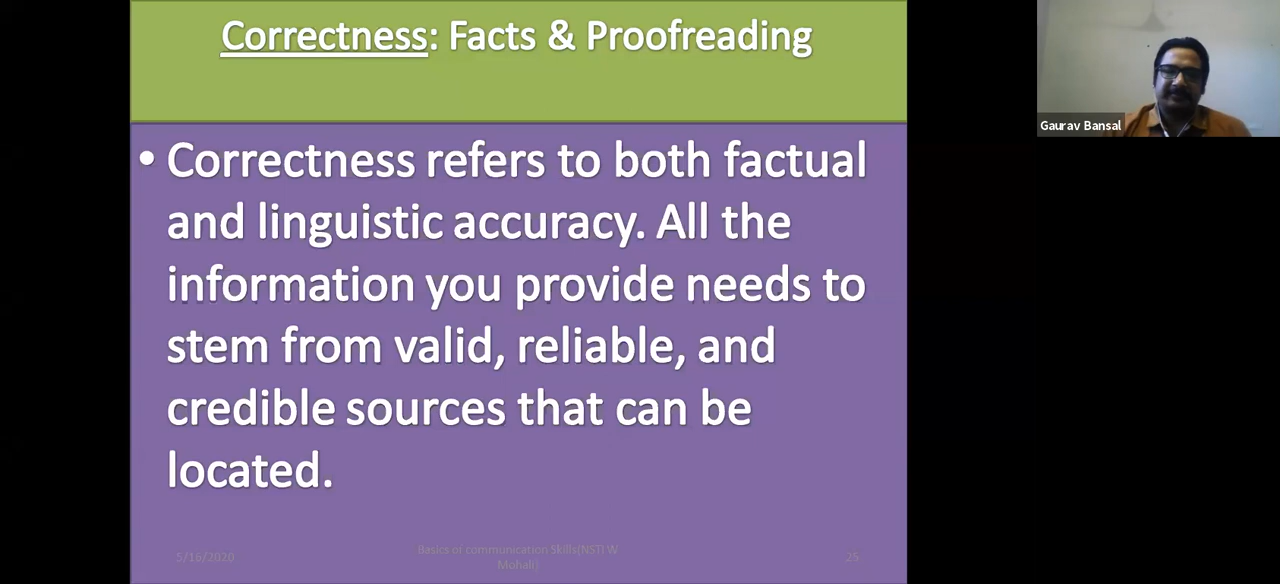 Correctness: Facts & Proofreading
Gaurav Bansal
• Correctness refers to both factual
and linguistic accuracy. All the
information you provide needs to
stem from valid, reliable, and
credible sources that can be
located.
5/16/2020
Basics of communication Skills(NSTI W
Mohali)
25